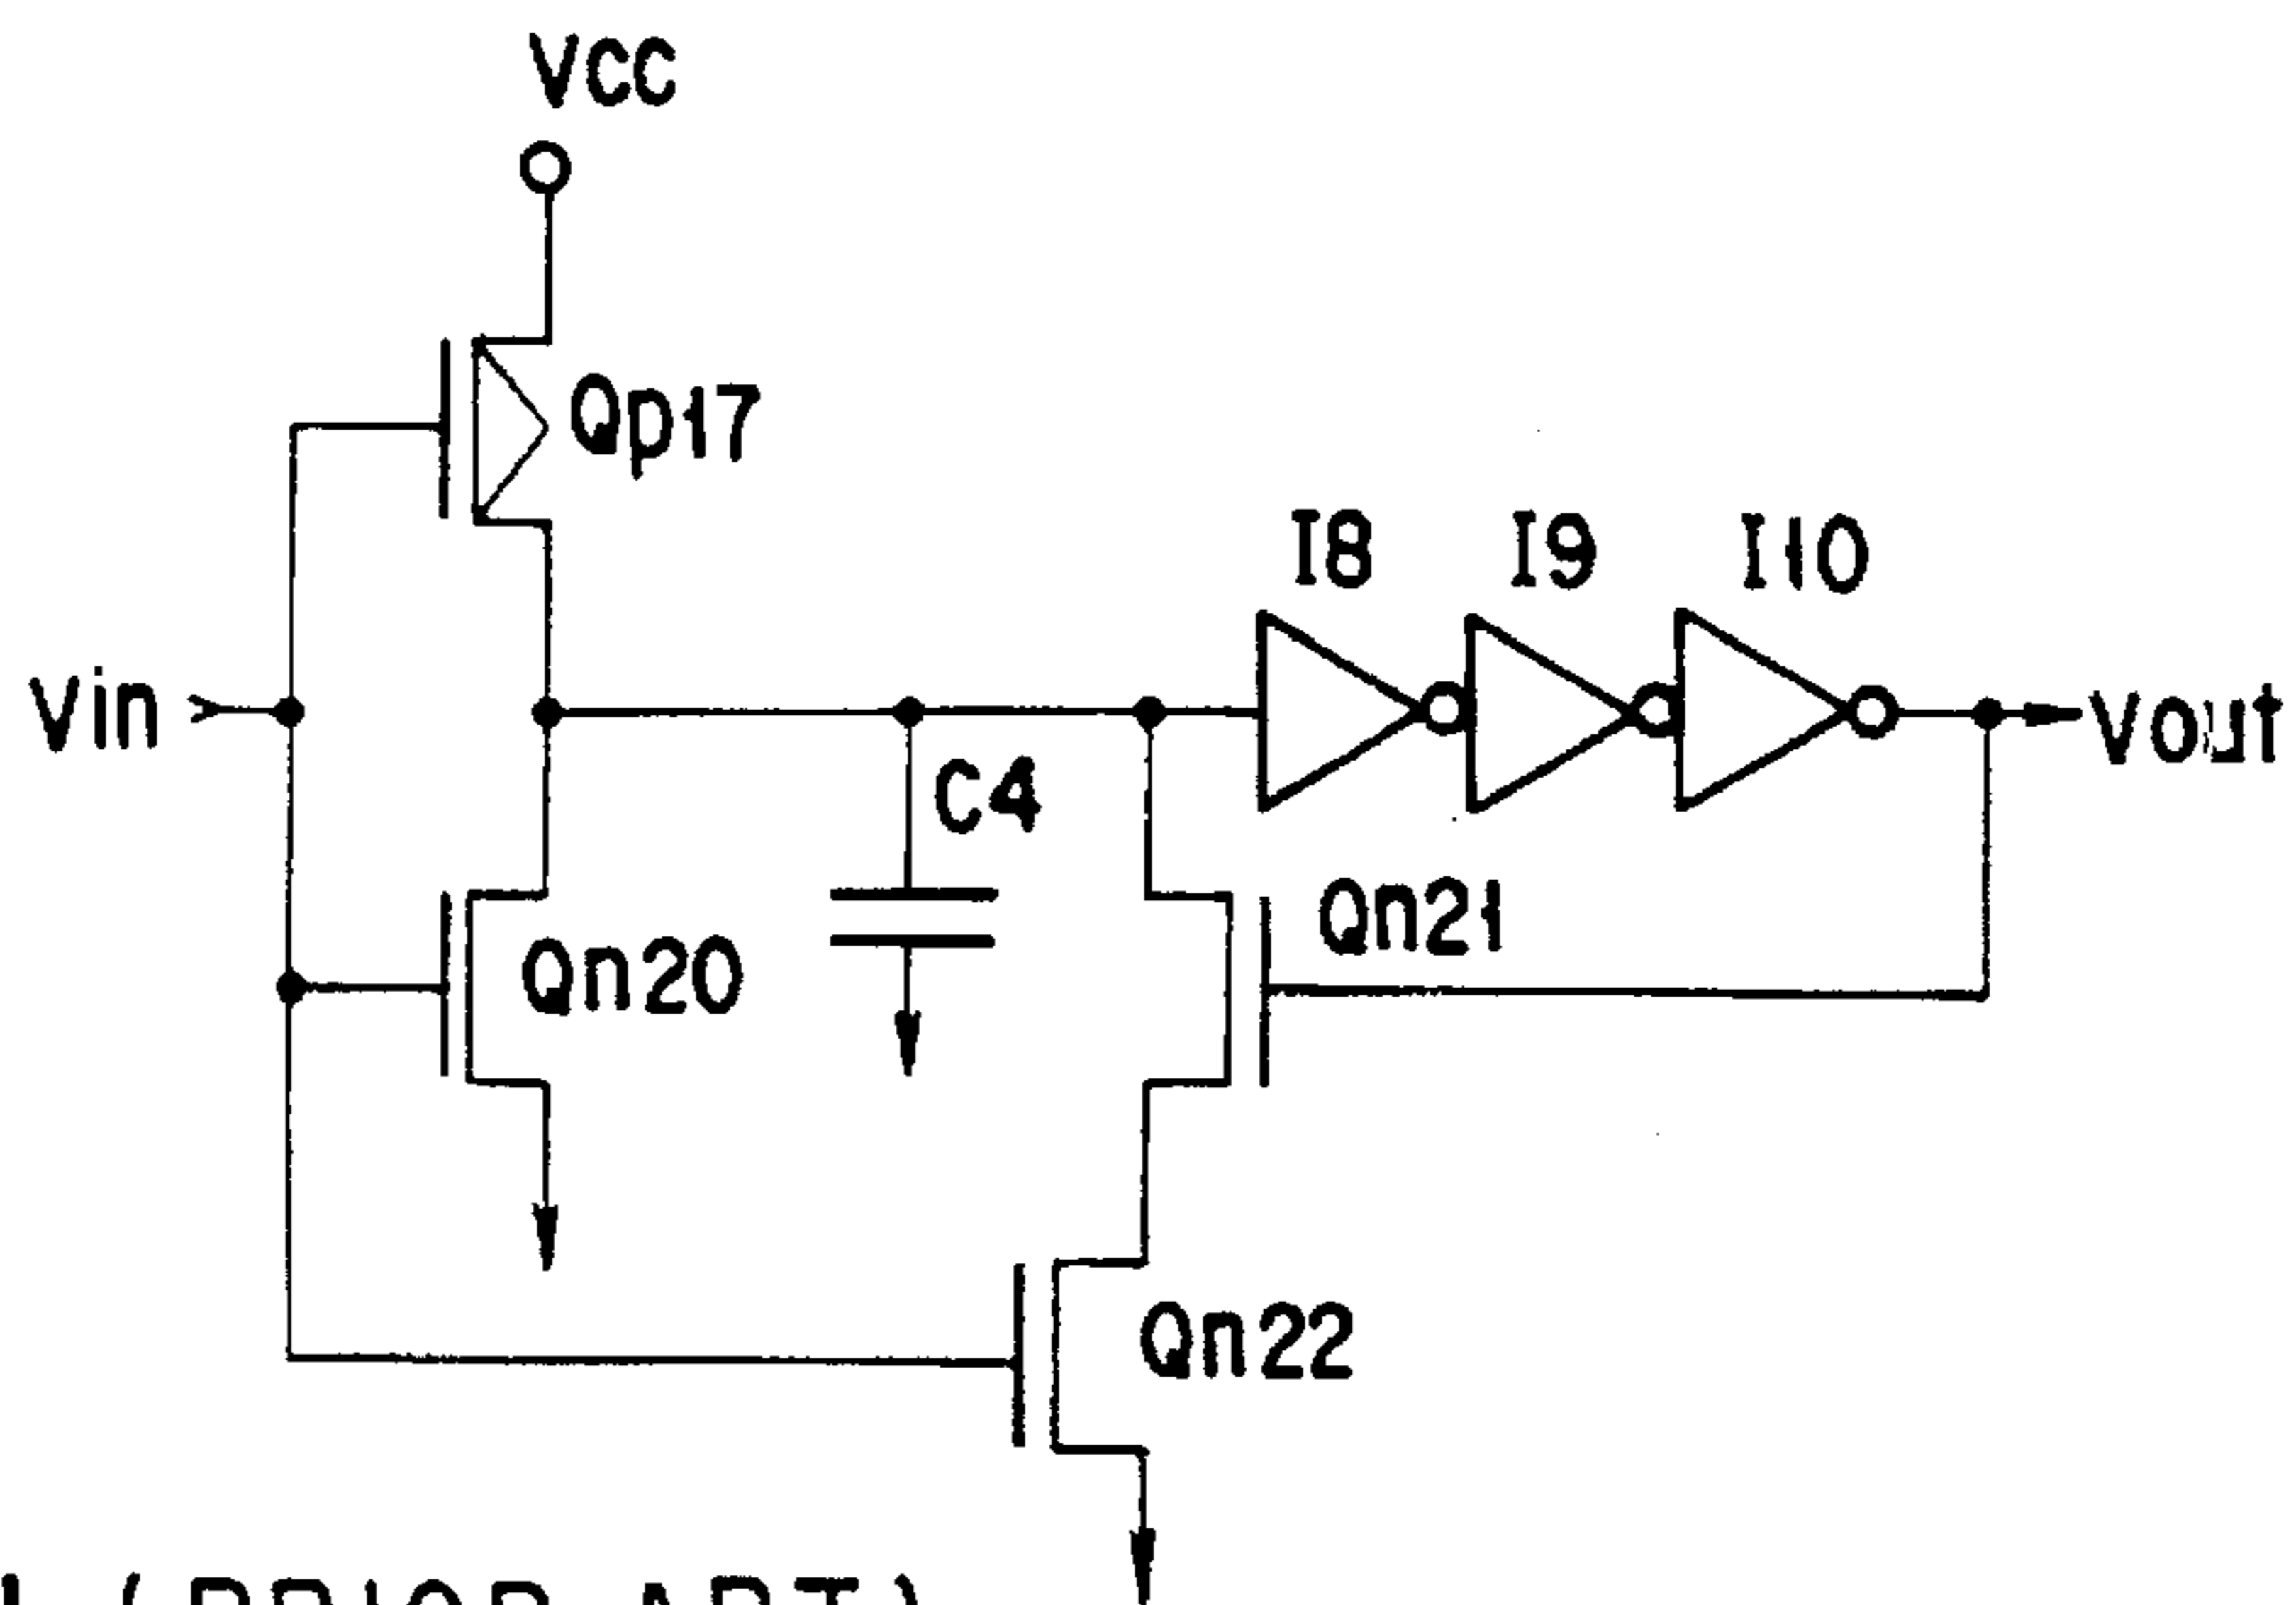 VCC
Qp17
I8 I9 I10
Vin
Vout
C4
Qn21
Qn20
Qn22
(PRIOR ART)